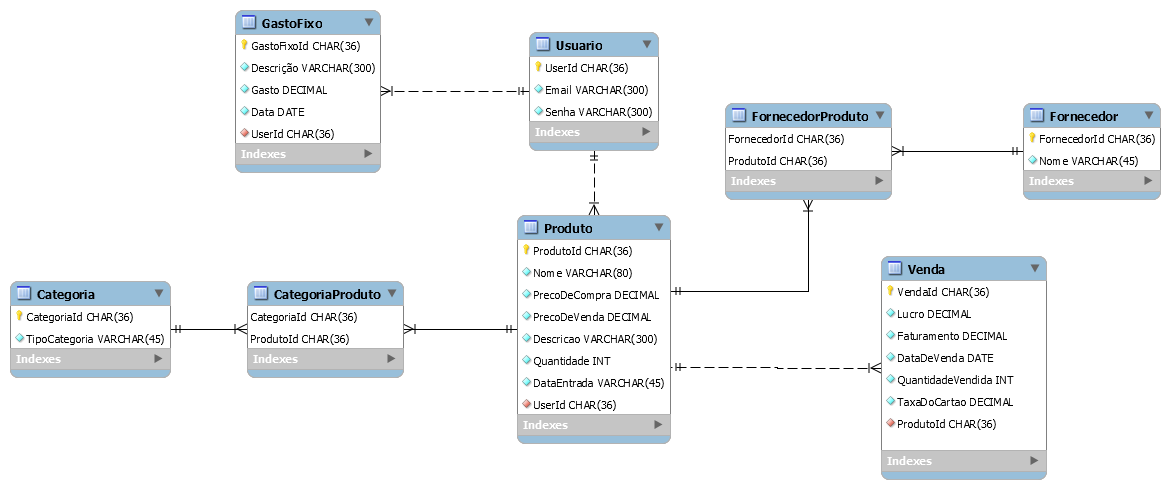 GastoFixo
GastoFixoId CHAR(36)
Descrição VARCHAR(300)
Gasto DECIMAL
Data DATE
UserId CHAR(36)
Indexes
Usuario
UserId CHAR(36)
Email VARCHAR(300)
Senha VARCHAR(300)
Indexes
FornecedorProduto
FornecedorId CHAR(36)
ProdutoId CHAR(36)
Indexes
Fornecedor
FornecedorId CHAR(36)
Nome VARCHAR(45)
Indexes
Categoria
CategoriaId CHAR(36)
TipoCategoria VARCHAR(45)
Indexes
CategoriaProduto
CategoriaId CHAR(36)
ProdutoId CHAR(36)
Indexes
Produto
ProdutoId CHAR(36)
Nome VARCHAR(80)
PrecoDeCompra DECIMAL
PrecoDeVenda DECIMAL
Descricao VARCHAR(300)
Quantidade INT
DataEntrada VARCHAR(45)
UserId CHAR(36)
Indexes
Venda
VendaId CHAR(36)
Lucro DECIMAL
Faturamento DECIMAL
DataDeVenda DATE
QuantidadeVendida INT
TaxaDoCartao DECIMAL
ProdutoId CHAR(36)
Indexes